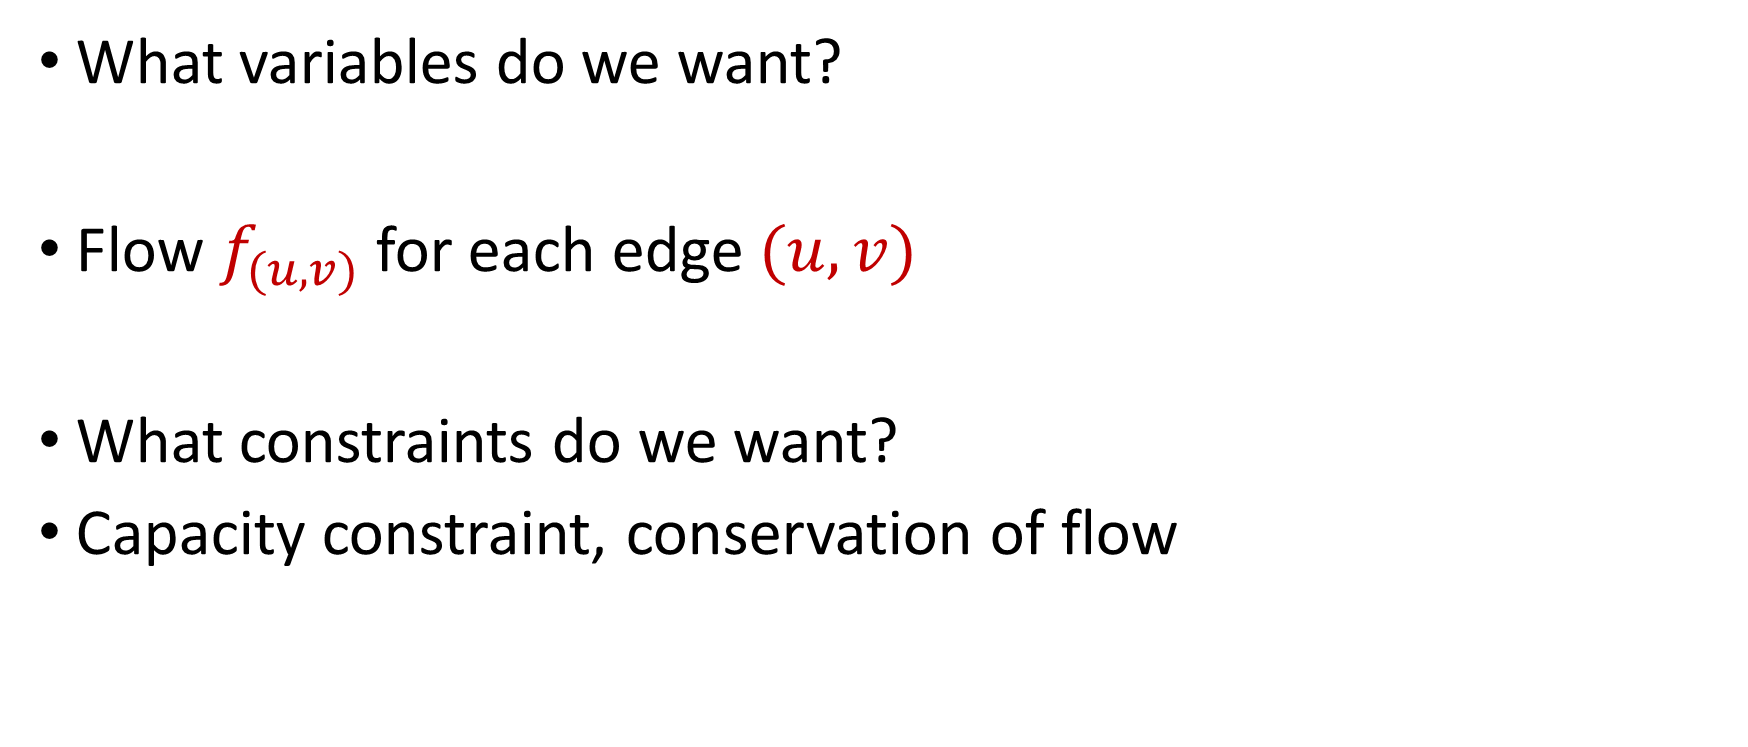 • What variables do we want?
• Flow f(u,v) for each edge (u, v)
• What constraints do we want?
• Capacity constraint, conservation of flow